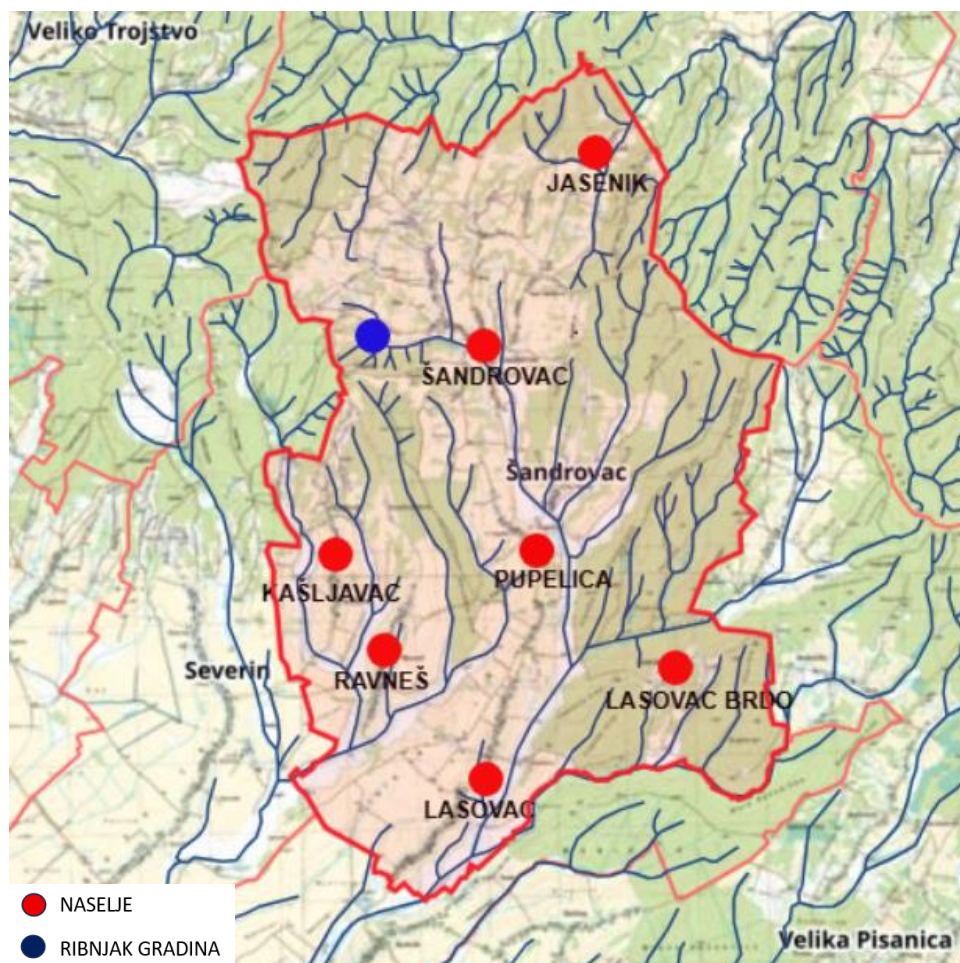 Veliko Trojstvo
JASENIK
ŠANDROVAC
Šandrovac
KAŠLJAVAC
PUPELICA
Severin
RAVNEŠ
LASOVAC BRDO
LASOVAC
NASELJE
RIBNJAK GRADINA
Velika Pisanica